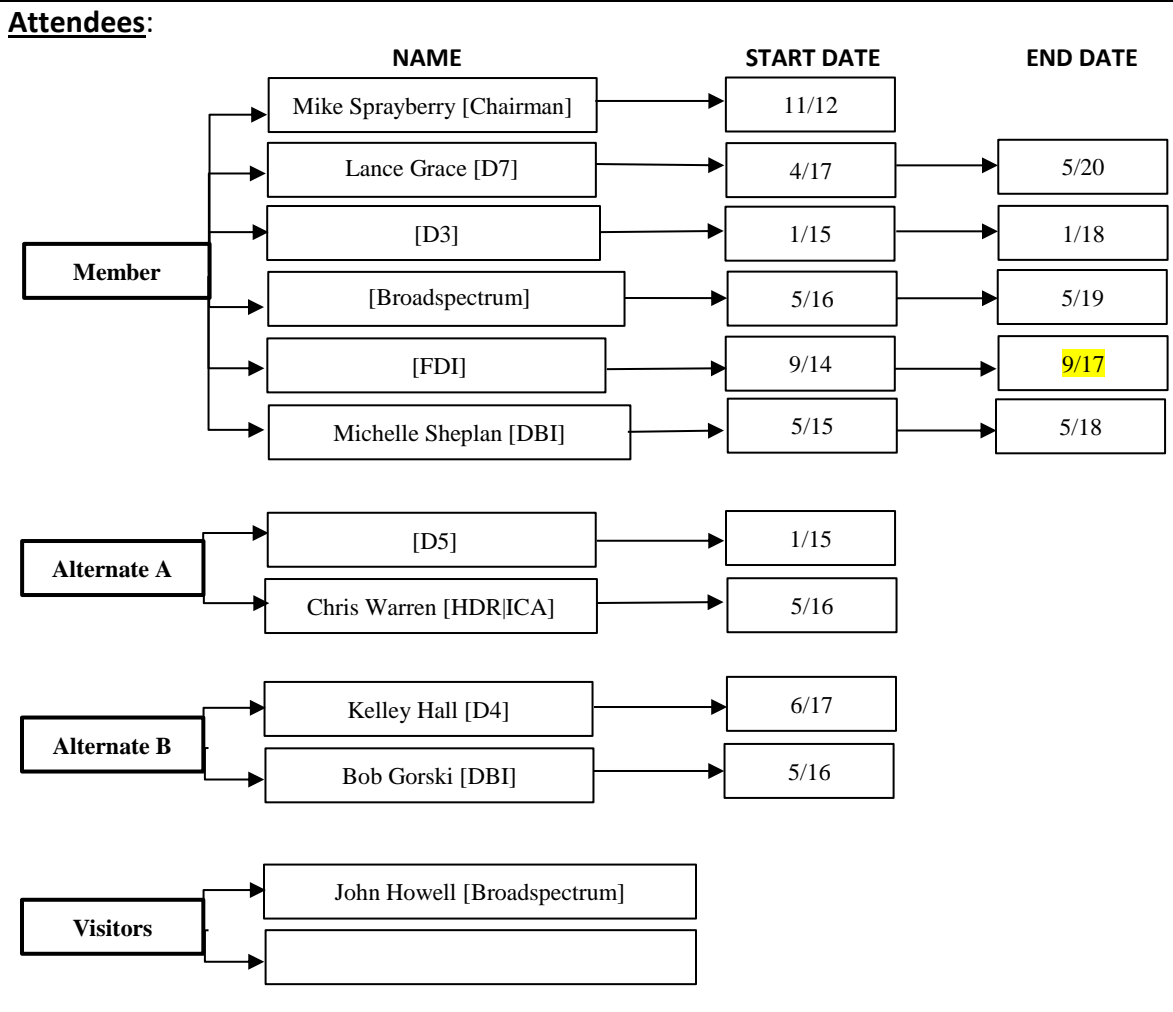 Attendees:
NAME START DATE END DATE
Mike Sprayberry [Chairman] 11/12
Lance Grace [D7] 4/17 5/20
[D3] 1/15 1/18
Member
[Broadspectrum] 5/16 5/19
[FDI] 9/14 9/17
Michelle Sheplan [DBI] 5/15 5/18
[D5] 1/15
Alternate A
Chris Warren [HDR|ICA] 5/16
Kelley Hall [D4] 6/17
Alternate B
Bob Gorski [DBI] 5/16
John Howell [Broadspectrum]
Visitors